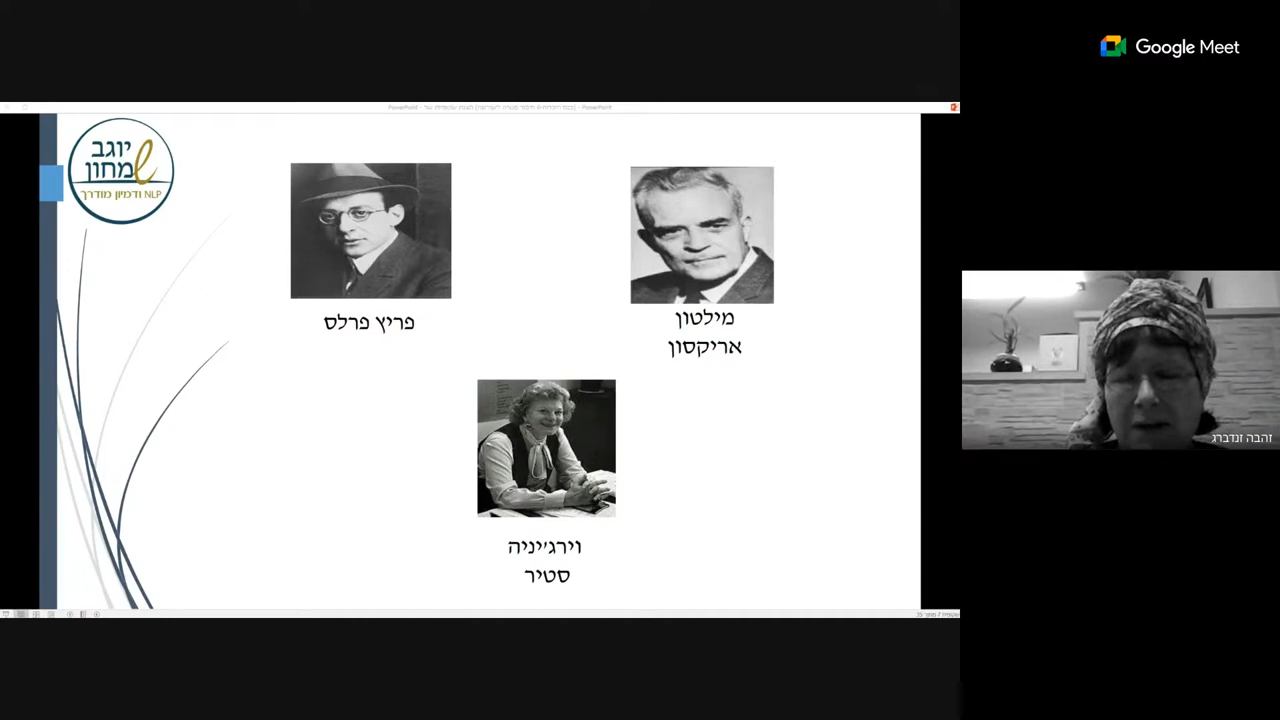 Google Meet
יוגב
מחון
NLP ודמיון מודרך
פריץ פרלס
מילטון
אריקסון
וירג'יניה
סטיר
זהבה זנדברג